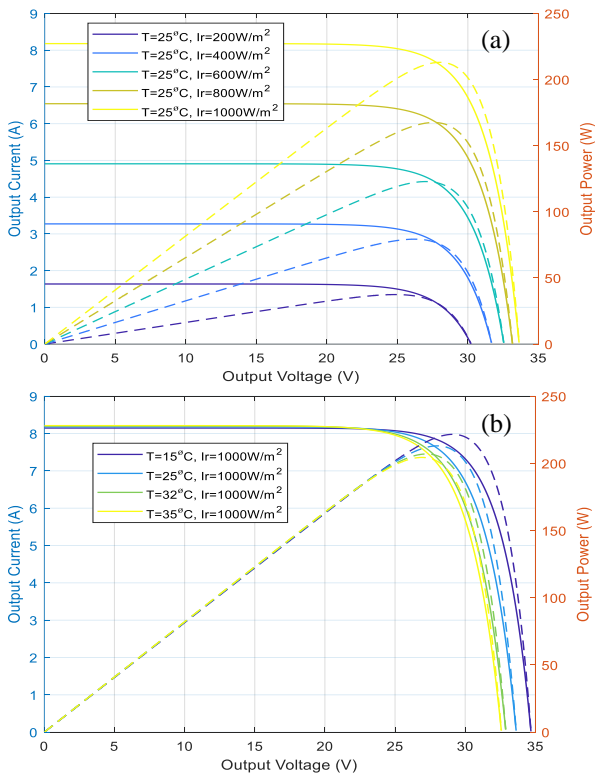 (a)
T=25°C, Ir=200W/m²
T=25°C, Ir=400W/m²
T=25°C, Ir=600W/m²
T=25°C, Ir=800W/m²
T=25°C, Ir=1000W/m²
Output Current (A)
9
8
7
6
5
4
3
2
1
0
Output Power (W)
250
200
150
100
50
0
0 5 10 15 20 25 30 35
Output Voltage (V)
(b)
T=15°C, Ir=1000W/m²
T=25°C, Ir=1000W/m²
T=32°C, Ir=1000W/m²
T=35°C, Ir=1000W/m²
Output Current (A)
9
8
7
6
5
4
3
2
1
0
Output Power (W)
250
200
150
100
50
0
0 5 10 15 20 25 30 35
Output Voltage (V)